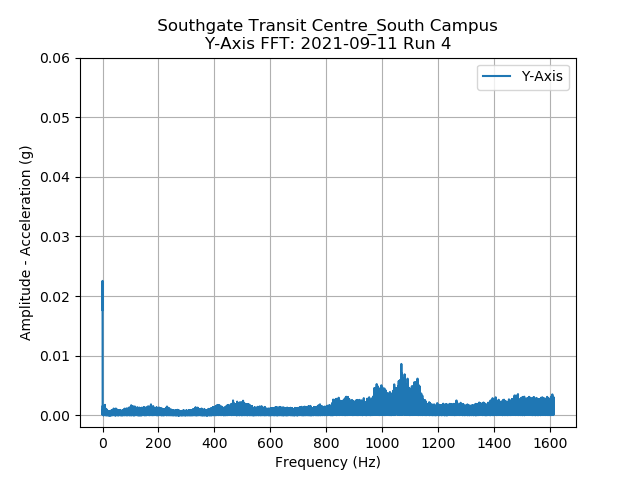 Southgate Transit Centre_South Campus
Y-Axis FFT: 2021-09-11 Run 4
Y-Axis
0.06
0.05
0.04
0.03
0.02
0.01
0.00
Amplitude - Acceleration (g)
0 200 400 600 800 1000 1200 1400 1600
Frequency (Hz)